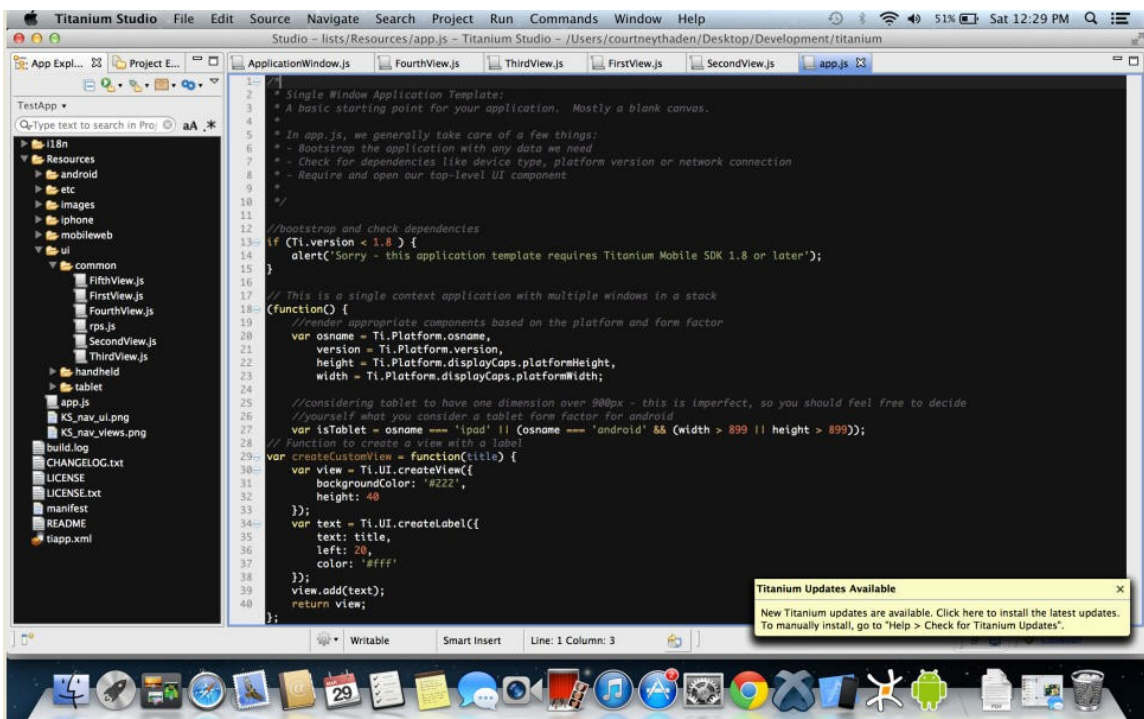 Titanium Studio File Edit Source Navigate Search Project Run Commands Window Help 51% Sat 12:29 PM
Studio – lists/Resources/app.js – Titanium Studio – /Users/courtneythaden/Desktop/Development/titanium
App Expl... Project E...
TestApp
Type text to search in Proj aA .*
i18n
Resources
android
etc
images
iphone
mobileweb
ui
common
FifthView.js
FirstView.js
FourthView.js
rps.js
SecondView.js
ThirdView.js
handheld
tablet
app.js
KS_nav_ui.png
KS_nav_views.png
build.log
CHANGELOG.txt
LICENSE
LICENSE.txt
manifest
README
tiapp.xml
ApplicationWindow.js FourthView.js ThirdView.js FirstView.js SecondView.js app.js
1 /*
2 * Single Window Application Template:
3 * A basic starting point for your application.  Mostly a blank canvas.
4 *
5 * In app.js, we generally take care of a few things:
6 * - Bootstrap the application with any data we need
7 * - Check for dependencies like device type, platform version or network connection
8 * - Require and open our top-level UI component
9 *
10 */
11
12 //bootstrap and check dependencies
13 if (Ti.version < 1.8 ) {
14 alert('Sorry - this application template requires Titanium Mobile SDK 1.8 or later');
15 }
16
17 // This is a single context application with multiple windows in a stack
18 (function() {
19 //render appropriate components based on the platform and form factor
20 var osname = Ti.Platform.osname,
21 version = Ti.Platform.version,
22 height = Ti.Platform.displayCaps.platformHeight,
23 width = Ti.Platform.displayCaps.platformWidth;
24
25 //considering tablet to have one dimension over 900px - this is imperfect, so you should feel free to decide
26 //yourself what you consider a tablet form factor for android
27 var isTablet = osname === 'ipad' || (osname === 'android' && (width > 899 || height > 899));
28 // Function to create a view with a label
29 var createCustomView = function(title) {
30 var view = Ti.UI.createView({
31 backgroundColor: '#222',
32 height: 40
33 });
34 var text = Ti.UI.createLabel({
35 text: title,
36 left: 20,
37 color: '#fff'
38 });
39 view.add(text);
40 return view;
};
Titanium Updates Available
New Titanium updates are available. Click here to install the latest updates.
To manually install, go to "Help > Check for Titanium Updates".
Writable Smart Insert Line: 1 Column: 3
29